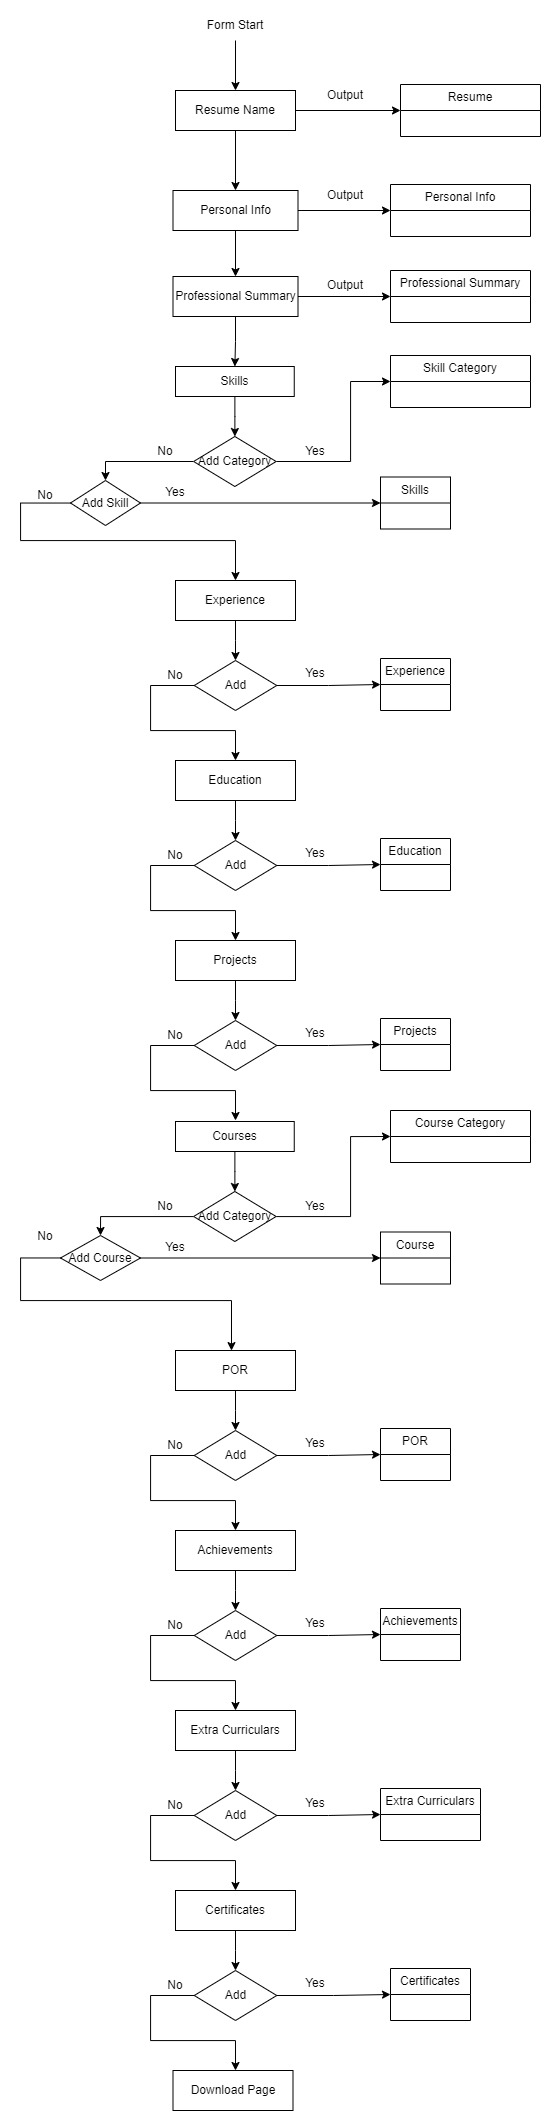 Form Start
Output
Resume
Resume Name
Output
Personal Info
Personal Info
Output
Professional Summary
Professional Summary
Skill Category
Skills
No
Yes
Add Category
No
Yes
Skills
Add Skill
Experience
No
Yes
Experience
Add
Education
No
Yes
Education
Add
Projects
No
Yes
Projects
Add
Course Category
Courses
No
Yes
Add Category
No
Yes
Course
Add Course
POR
No
Yes
POR
Add
Achievements
No
Yes
Achievements
Add
Extra Curriculars
No
Yes
Extra Curriculars
Add
Certificates
No
Yes
Certificates
Add
Download Page